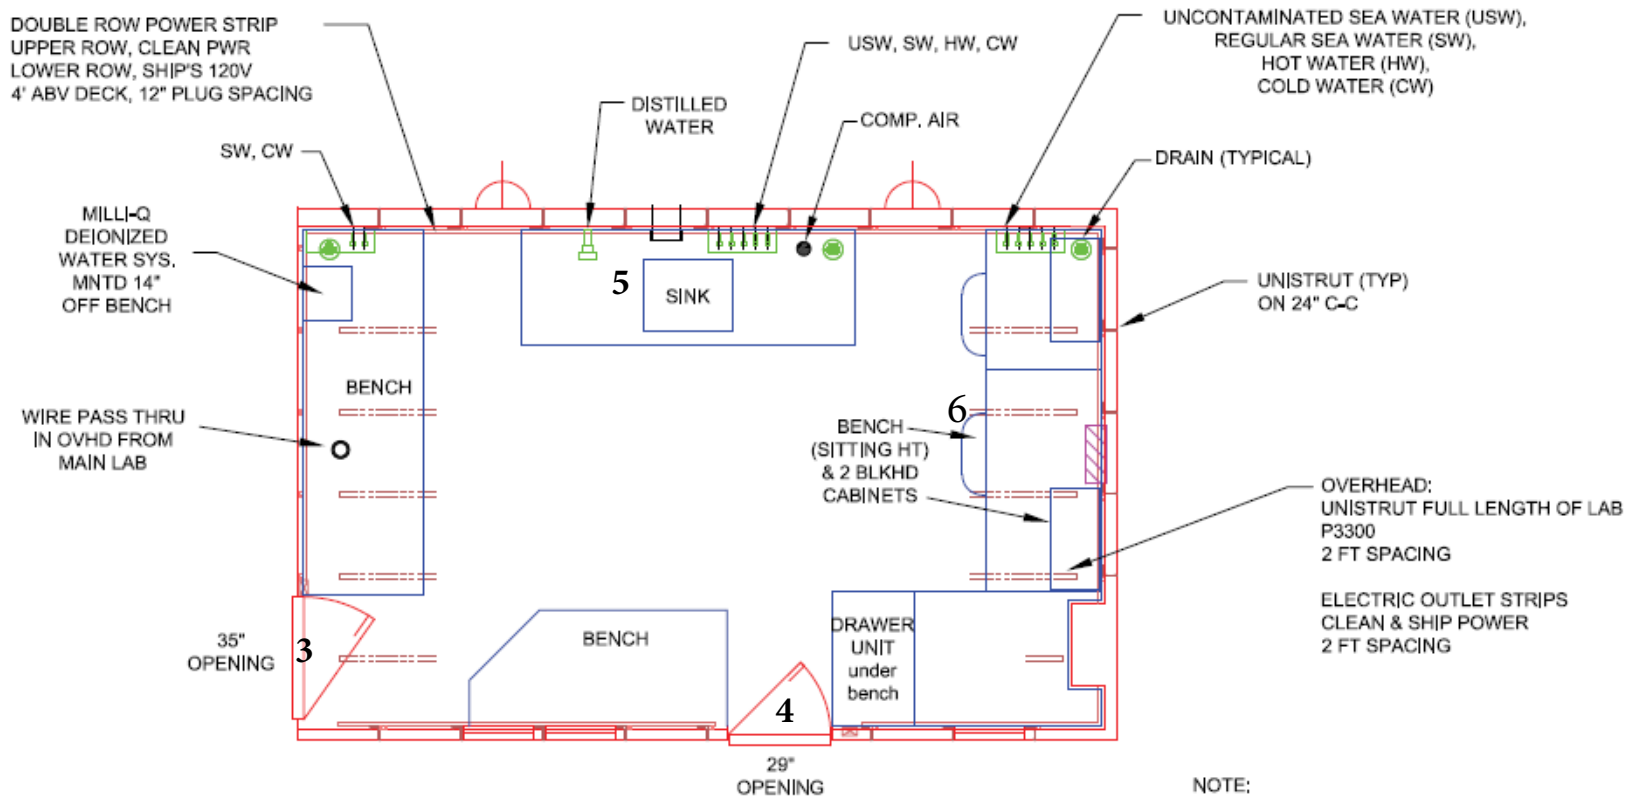 DOUBLE ROW POWER STRIP
UPPER ROW, CLEAN PWR
LOWER ROW, SHIP'S 120V
4' ABV DECK, 12" PLUG SPACING
SW, CW
MILLI-Q
DEIONIZED
WATER SYS.
MNTD 14"
OFF BENCH
WIRE PASS THRU
IN OVHD FROM
MAIN LAB
DISTILLED
WATER
USW, SW, HW, CW
COMP. AIR
UNCONTAMINATED SEA WATER (USW),
REGULAR SEA WATER (SW),
HOT WATER (HW),
COLD WATER (CW)
DRAIN (TYPICAL)
UNISTRUT (TYP)
ON 24" C-C
5
SINK
BENCH
6
BENCH
(SITTING HT)
& 2 BLKHD
CABINETS
OVERHEAD:
UNISTRUT FULL LENGTH OF LAB
P3300
2 FT SPACING
ELECTRIC OUTLET STRIPS
CLEAN & SHIP POWER
2 FT SPACING
35"
OPENING
3
BENCH
4
DRAWER
UNIT
under
bench
29"
OPENING
NOTE: